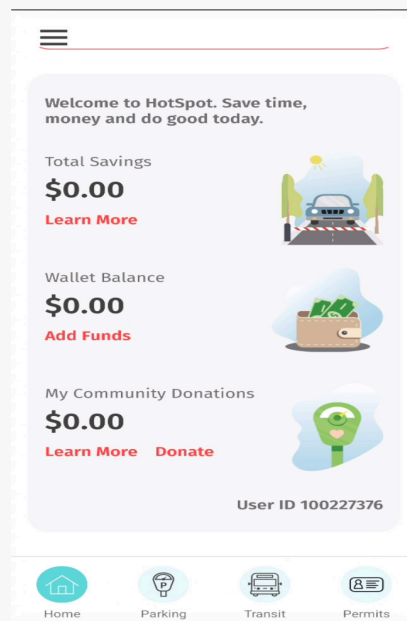 Welcome to HotSpot. Save time,
money and do good today.
Total Savings
$0.00
Learn More
Wallet Balance
$0.00
Add Funds
My Community Donations
$0.00
Learn More Donate
User ID 100227376
P
Home Parking Transit Permits